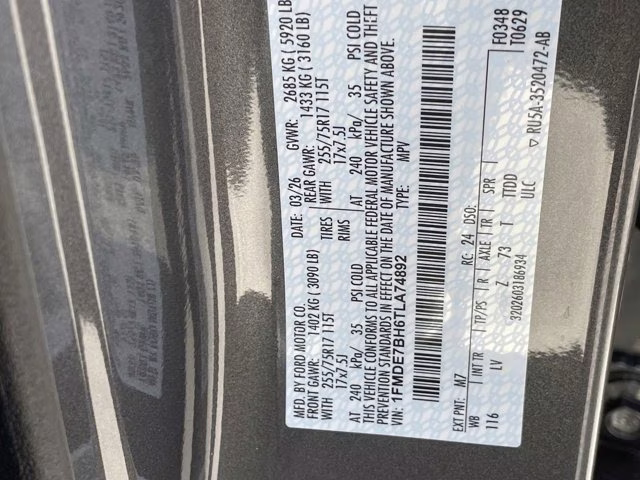 MFD. BY FORD MOTOR CO.
DATE: 03/26 GVWR: 2685 KG ( 5920 LB
FRONT GAWR: 1402 KG ( 3090 LB) REAR GAWR: 1433 KG ( 3160 LB)
WITH 255/75R17 115T TIRES WITH 255/75R17 115T
17x7.5J RIMS 17x7.5J
AT 240 kPa/ 35 PSI COLD AT 240 kPa/ 35 PSI COLD
THIS VEHICLE CONFORMS TO ALL APPLICABLE FEDERAL MOTOR VEHICLE SAFETY AND THEFT
PREVENTION STANDARDS IN EFFECT ON THE DATE OF MANUFACTURE SHOWN ABOVE.
VIN: 1FMDE7BH6TLA74892 TYPE: MPV
F0348
T0629
EXT PNT: M7 RC: 24 DSO:
WB INT TR TP/PS R AXLE TR SPR
116 LV Z 73 T TTDD
3202603186934 ULC
▽ RU5A-3520472-AB